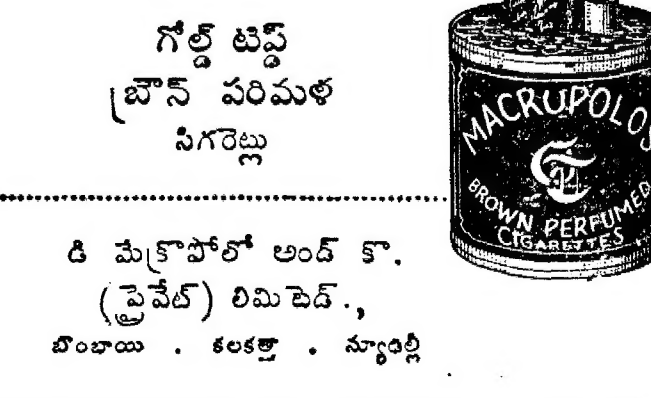 గోల్డ్ టిప్డ్
బ్రౌన్ పరిమళ
సిగరెట్లు
MACRUPOLOS
BROWN PERFUMED
CIGARETTES
డి మేక్రొపోలో అండ్ కొ.
(ప్రైవేట్) లిమిటెడ్.,
బొంబాయి . కలకత్తా . న్యూఢిల్లీ